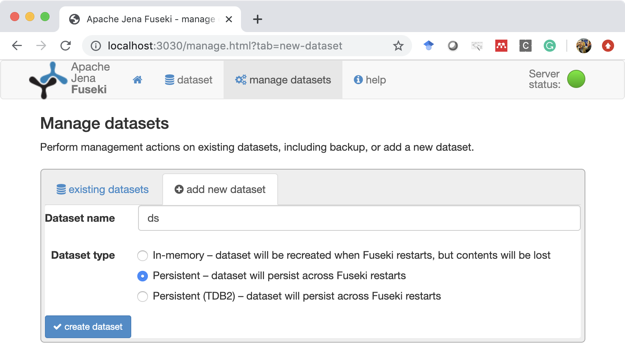 Apache Jena Fuseki - manage
localhost:3030/manage.html?tab=new-dataset
Apache
Jena
Fuseki
dataset
manage datasets
help
Server
status:
Manage datasets
Perform management actions on existing datasets, including backup, or add a new dataset.
existing datasets
add new dataset
Dataset name
ds
Dataset type
In-memory – dataset will be recreated when Fuseki restarts, but contents will be lost
Persistent – dataset will persist across Fuseki restarts
Persistent (TDB2) – dataset will persist across Fuseki restarts
create dataset